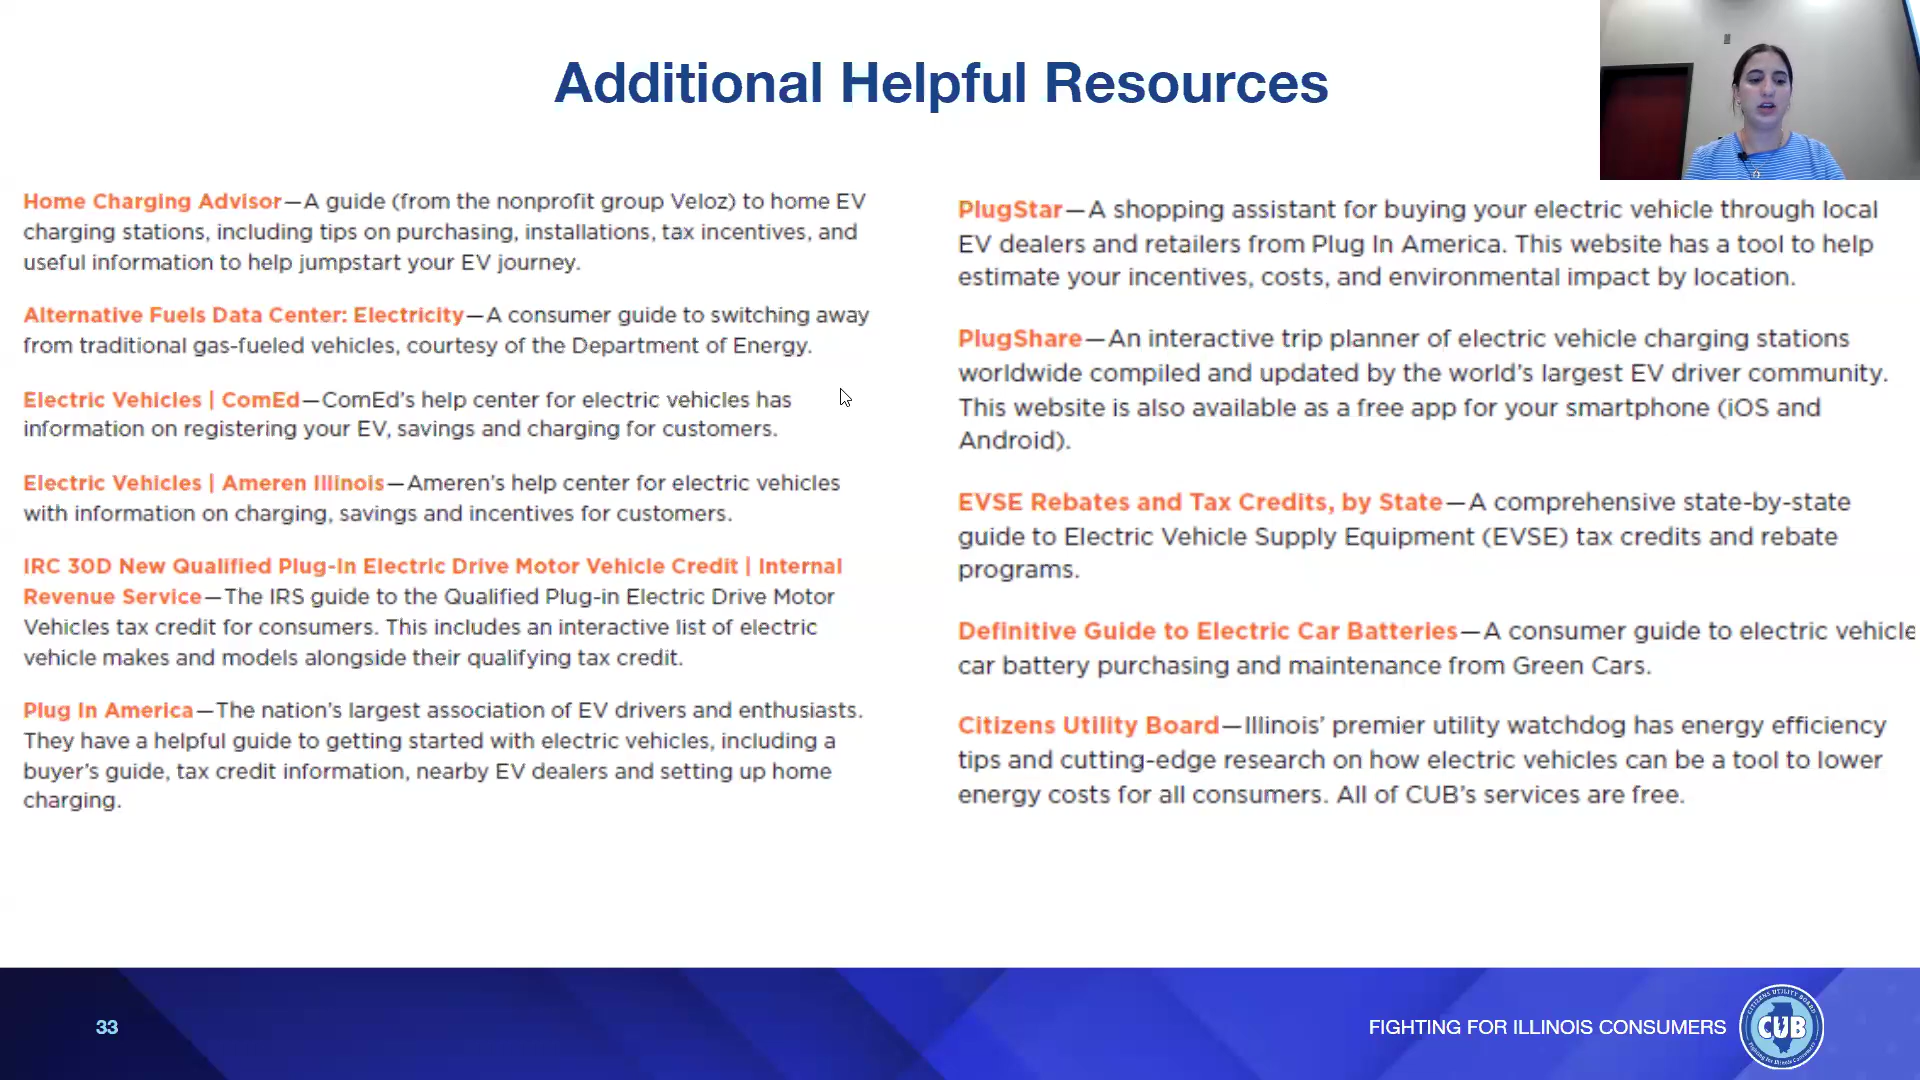 Additional Helpful Resources
Home Charging Advisor—A guide (from the nonprofit group Veloz) to home EV
charging stations, including tips on purchasing, installations, tax incentives, and
useful information to help jumpstart your EV journey.
Alternative Fuels Data Center: Electricity—A consumer guide to switching away
from traditional gas-fueled vehicles, courtesy of the Department of Energy.
Electric Vehicles | ComEd—ComEd's help center for electric vehicles has
information on registering your EV, savings and charging for customers.
Electric Vehicles | Ameren Illinois—Ameren's help center for electric vehicles
with information on charging, savings and incentives for customers.
IRC 30D New Qualified Plug-In Electric Drive Motor Vehicle Credit | Internal
Revenue Service—The IRS guide to the Qualified Plug-in Electric Drive Motor
Vehicles tax credit for consumers. This includes an interactive list of electric
vehicle makes and models alongside their qualifying tax credit.
Plug In America—The nation's largest association of EV drivers and enthusiasts.
They have a helpful guide to getting started with electric vehicles, including a
buyer's guide, tax credit information, nearby EV dealers and setting up home
charging.
PlugStar—A shopping assistant for buying your electric vehicle through local
EV dealers and retailers from Plug In America. This website has a tool to help
estimate your incentives, costs, and environmental impact by location.
PlugShare—An interactive trip planner of electric vehicle charging stations
worldwide compiled and updated by the world's largest EV driver community.
This website is also available as a free app for your smartphone (iOS and
Android).
EVSE Rebates and Tax Credits, by State—A comprehensive state-by-state
guide to Electric Vehicle Supply Equipment (EVSE) tax credits and rebate
programs.
Definitive Guide to Electric Car Batteries—A consumer guide to electric vehicle
car battery purchasing and maintenance from Green Cars.
Citizens Utility Board—Illinois' premier utility watchdog has energy efficiency
tips and cutting-edge research on how electric vehicles can be a tool to lower
energy costs for all consumers. All of CUB's services are free.
33
FIGHTING FOR ILLINOIS CONSUMERS
CITIZENS UTILITY BOARD
CUB
Fighting for Illinois Consumers